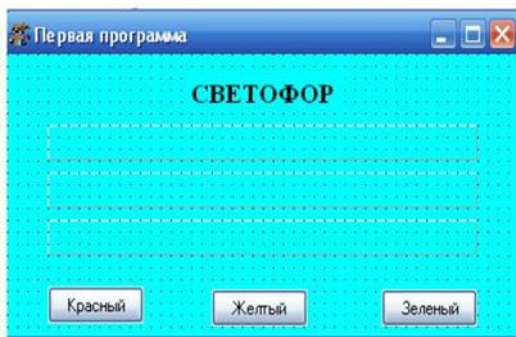 Первая программа
СВЕТОФОР
Красный Желтый Зеленый